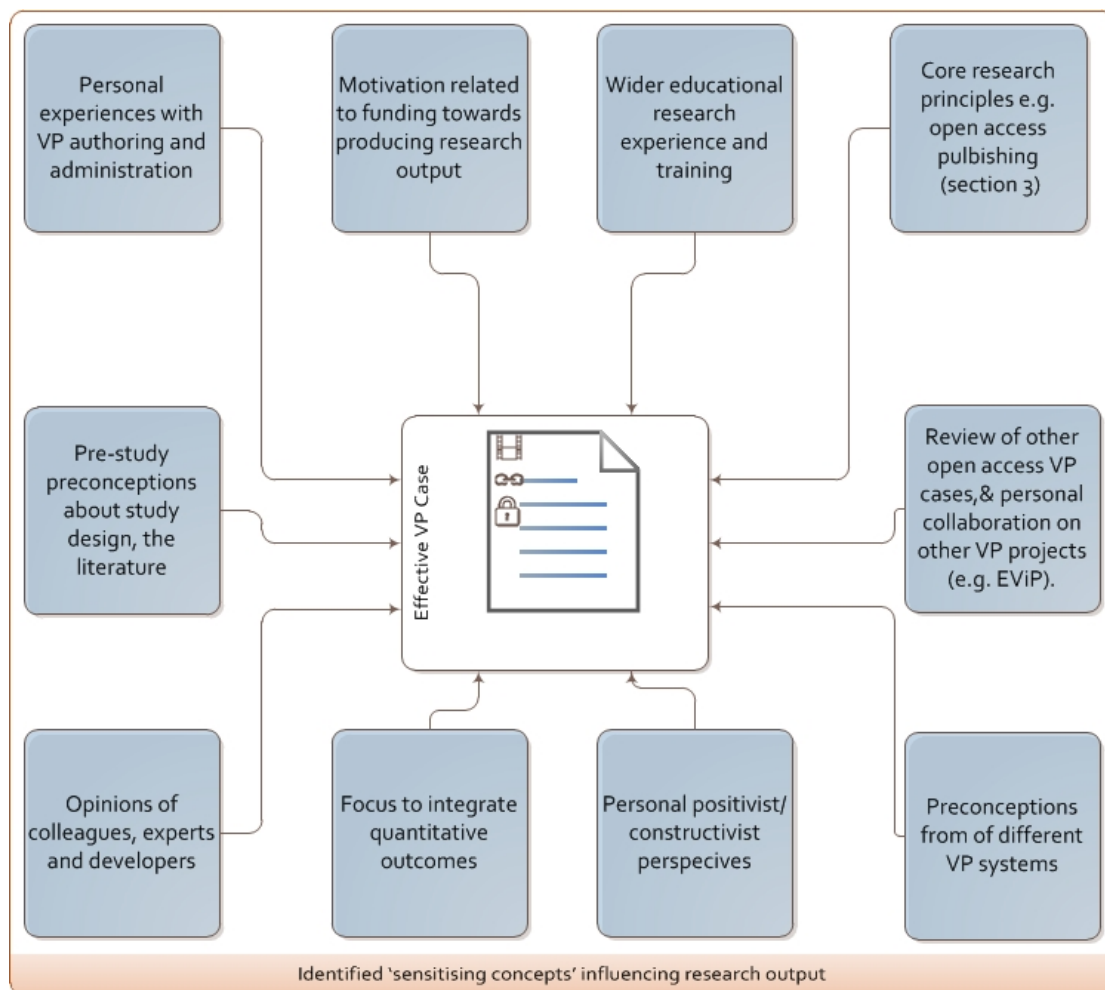 Personal
experiences with
VP authoring and
administration
Motivation related
to funding towards
producing research
output
Wider educational
research
experience and
training
Core research
principles e.g.
open access
pulbishing
(section 3)
Pre-study
preconceptions
about study
design, the
literature
Effective VP Case
Review of other
open access VP
cases,& personal
collaboration on
other VP projects
(e.g. EViP).
Opinions of
colleagues, experts
and developers
Focus to integrate
quantitative
outcomes
Personal positivist/
constructivist
perspecives
Preconceptions
from of different
VP systems
Identified ‘sensitising concepts’ influencing research output